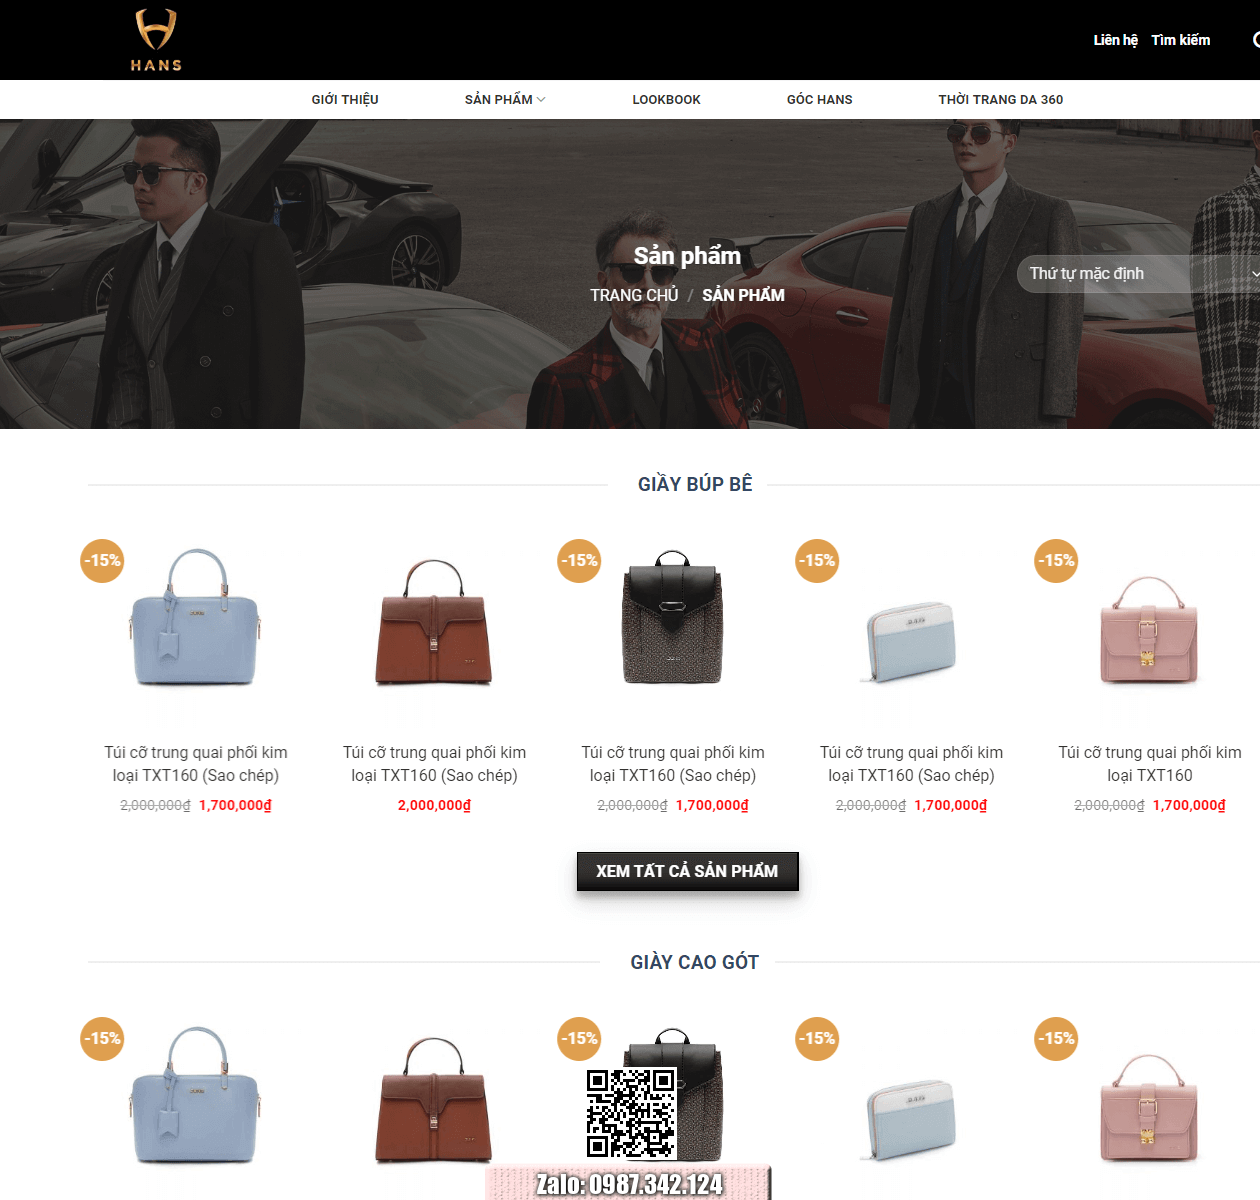 HANS
Liên hệ Tìm kiếm
GIỚI THIỆU SẢN PHẨM LOOKBOOK GÓC HANS THỜI TRANG DA 360
Sản phẩm
TRANG CHỦ / SẢN PHẨM
Thứ tự mặc định
GIẦY BÚP BÊ
-15% -15% -15% -15%
Túi cỡ trung quai phối kim
loại TXT160 (Sao chép)
2,000,000₫ 1,700,000₫
Túi cỡ trung quai phối kim
loại TXT160 (Sao chép)
2,000,000₫
Túi cỡ trung quai phối kim
loại TXT160 (Sao chép)
2,000,000₫ 1,700,000₫
Túi cỡ trung quai phối kim
loại TXT160 (Sao chép)
2,000,000₫ 1,700,000₫
Túi cỡ trung quai phối kim
loại TXT160
2,000,000₫ 1,700,000₫
XEM TẤT CẢ SẢN PHẨM
GIÀY CAO GÓT
-15% -15% -15% -15%
Zalo: 0987.342.124